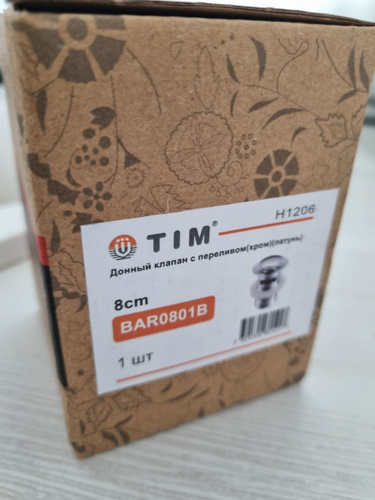 H1206
TIM®
Донный клапан с переливом(хром)(латунь)
8cm
BAR0801B
1 шт